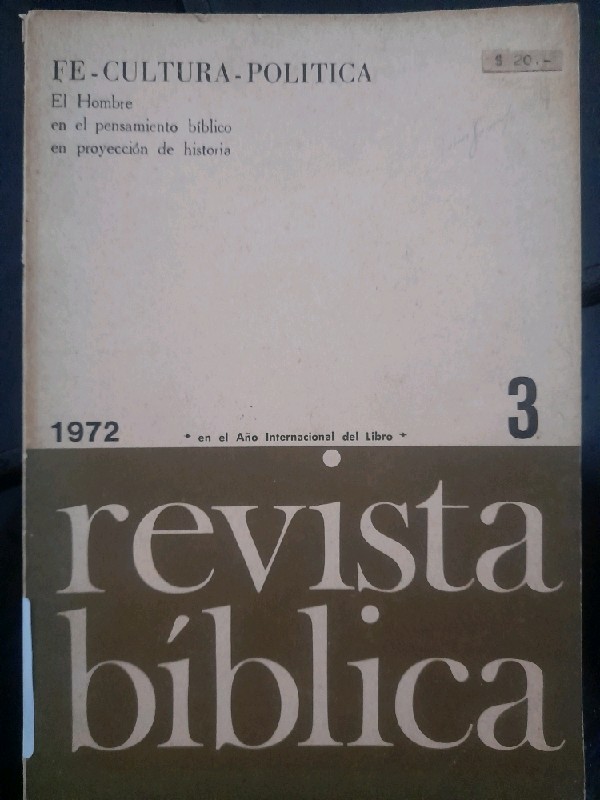 FE-CULTURA-POLITICA
$ 20.-
El Hombre
en el pensamiento bíblico
en proyección de historia
3
1972
* en el Año Internacional del Libro *
revista
bíblica